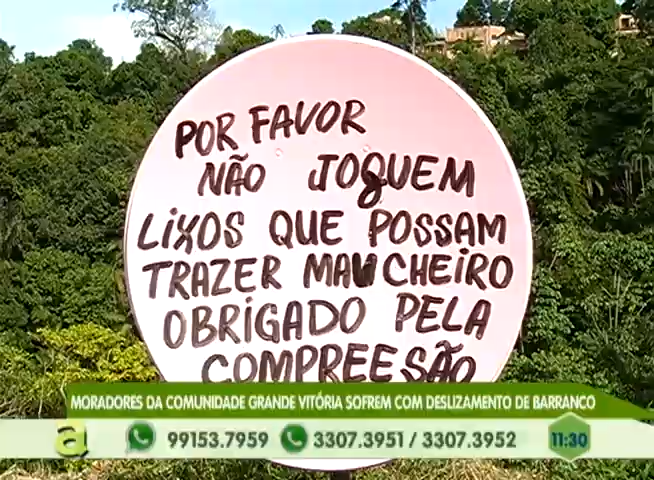 POR FAVOR
NÃO JOGUEM
LIXOS QUE POSSAM
TRAZER MAU CHEIRO
OBRIGADO PELA
COMPREESÃO
MORADORES DA COMUNIDADE GRANDE VITÓRIA SOFREM COM DESLIZAMENTO DE BARRANCO
a 99153.7959 3307.3951 / 3307.3952 11:30